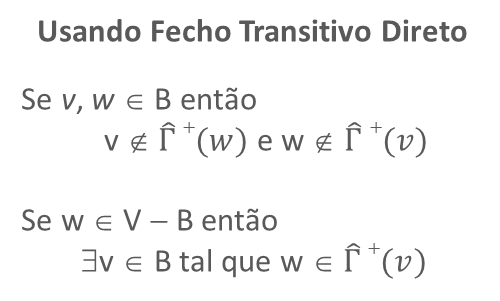 Usando Fecho Transitivo Direto
Se v, w ∈ B então
v ∉ Γ̂⁺(w) e w ∉ Γ̂⁺(v)
Se w ∈ V – B então
∃v ∈ B tal que w ∈ Γ̂⁺(v)